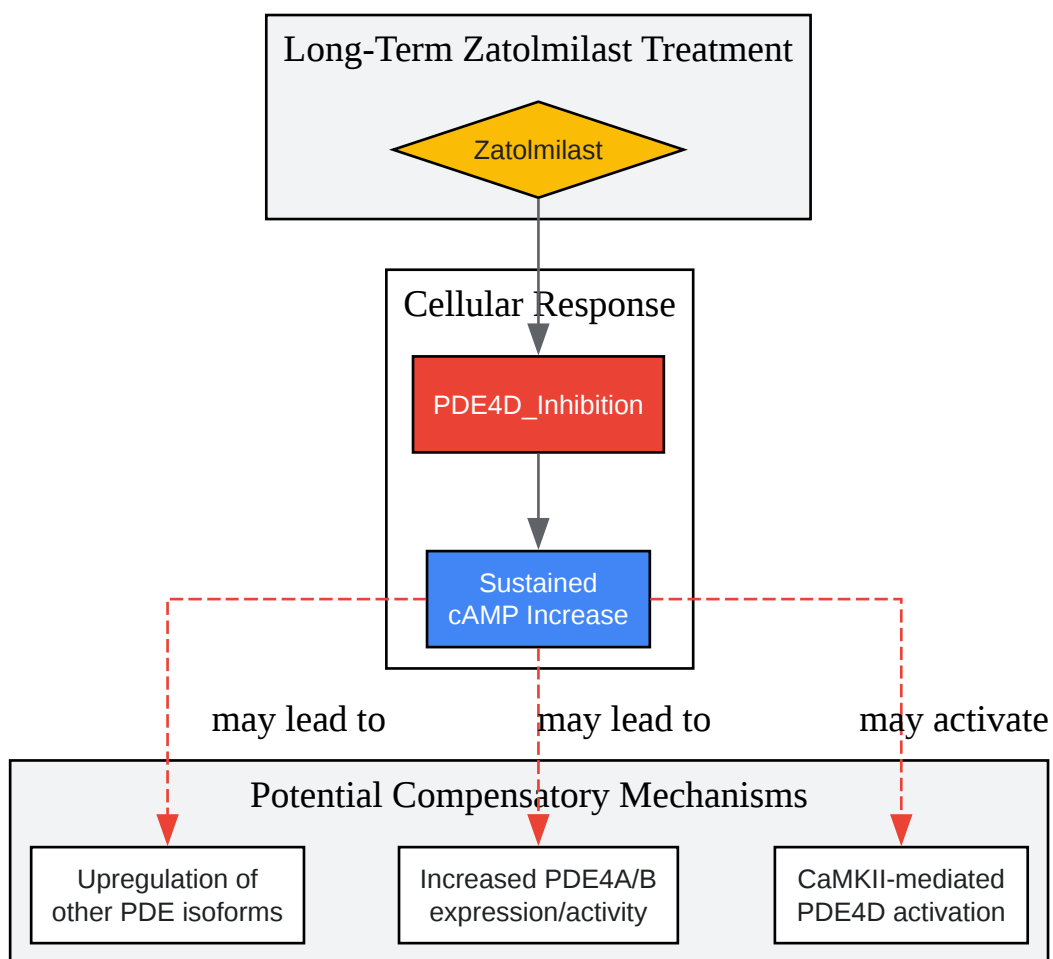 Long-Term Zatolmilast Treatment
Zatolmilast
Cellular Response
PDE4D_Inhibition
Sustained
cAMP Increase
may lead to
may lead to
may activate
Potential Compensatory Mechanisms
Upregulation of
other PDE isoforms
Increased PDE4A/B
expression/activity
CaMKII-mediated
PDE4D activation